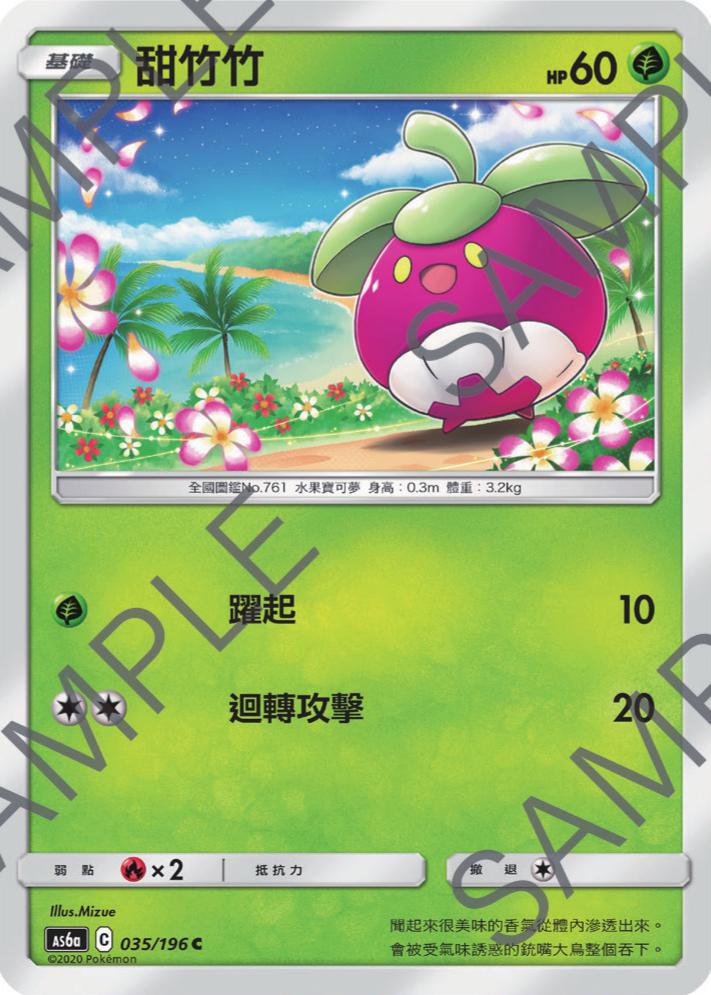 基礎 甜竹竹 HP60
全國圖鑑No.761 水果寶可夢 身高：0.3m 體重：3.2kg
躍起 10
迴轉攻擊 20
弱點 ×2 抵抗力 撤退
Illus.Mizue
AS6a C 035/196 C
©2020 Pokémon
聞起來很美味的香氣從體內滲透出來。
會被受氣味誘惑的銃嘴大鳥整個吞下。
SAMPLE
SAMPLE
SAMPLE
SAMPLE
SAMPLE